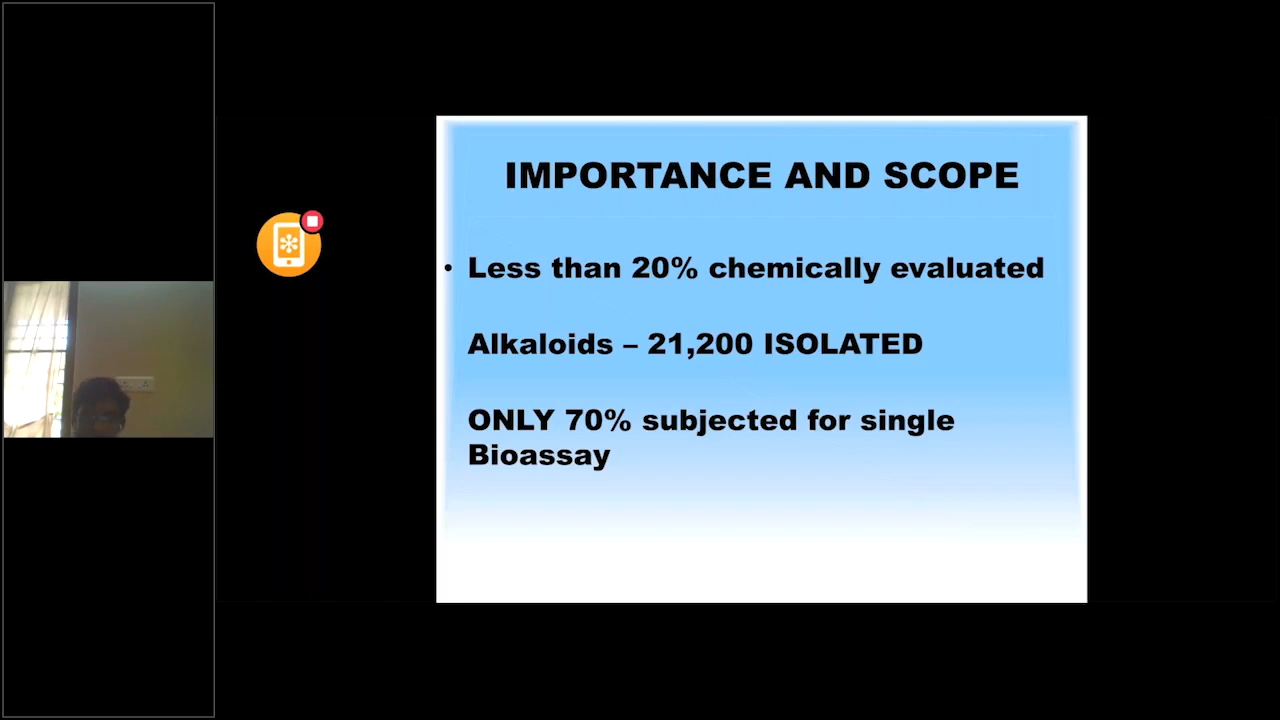 IMPORTANCE AND SCOPE
• Less than 20% chemically evaluated
Alkaloids – 21,200 ISOLATED
ONLY 70% subjected for single
Bioassay